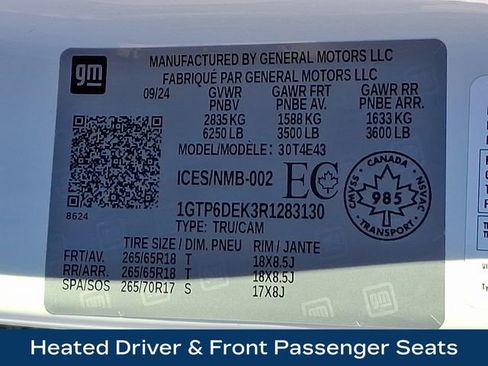 gm
MANUFACTURED BY GENERAL MOTORS LLC
FABRIQUÉ PAR GENERAL MOTORS LLC
09/24 GVWR GAWR FRT GAWR RR
PNBV PNBE AV. PNBE ARR.
2835 KG 1588 KG 1633 KG
6250 LB 3500 LB 3600 LB
MODEL/MODÈLE: 30T4E43
ICES/NMB-002 EC
CANADA
CMVSS 985 NSVAC
TRANSPORT
8624
1GTP6DEK3R1283130
TYPE: TRU/CAM
TIRE SIZE / DIM. PNEU RIM / JANTE
FRT/AV. 265/65R18 T 18X8.5J
RR/ARR. 265/65R18 T 18X8.5J
SPA/SOS 265/70R17 S 17X8J
gm
Heated Driver & Front Passenger Seats